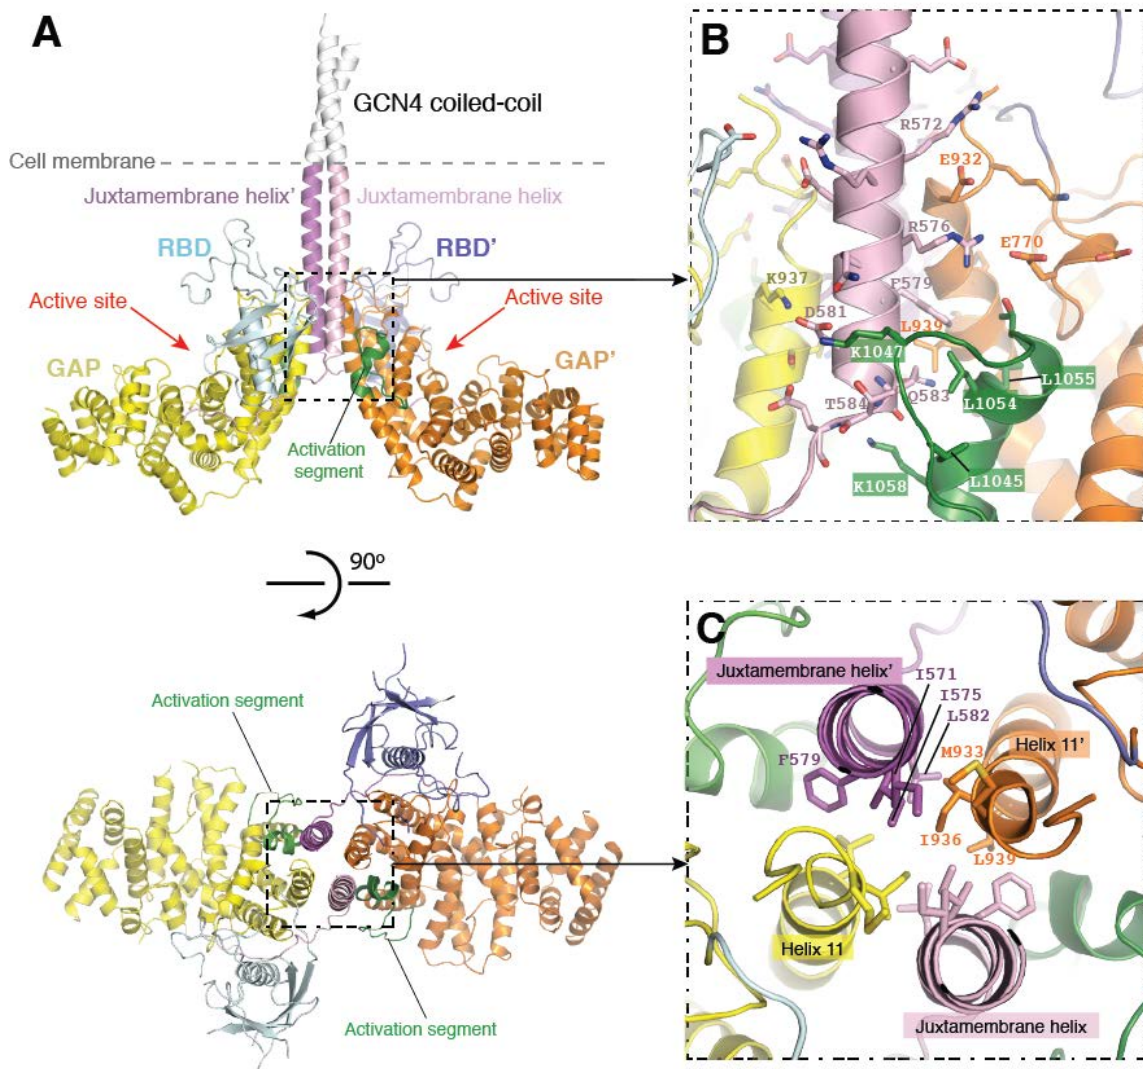 A
GCN4 coiled-coil
Cell membrane
Juxtamembrane helix'
Juxtamembrane helix
RBD
RBD'
Active site
Active site
GAP
GAP'
Activation
segment
90º
Activation segment
Activation segment
B
R572
E932
R576
E770
K937
F579
D581
L939
K1047
L1055
L1054
T584
Q583
L1045
K1058
C
Juxtamembrane helix'
I571
I575
L582
M933
Helix 11'
F579
I936
L939
Helix 11
Juxtamembrane helix